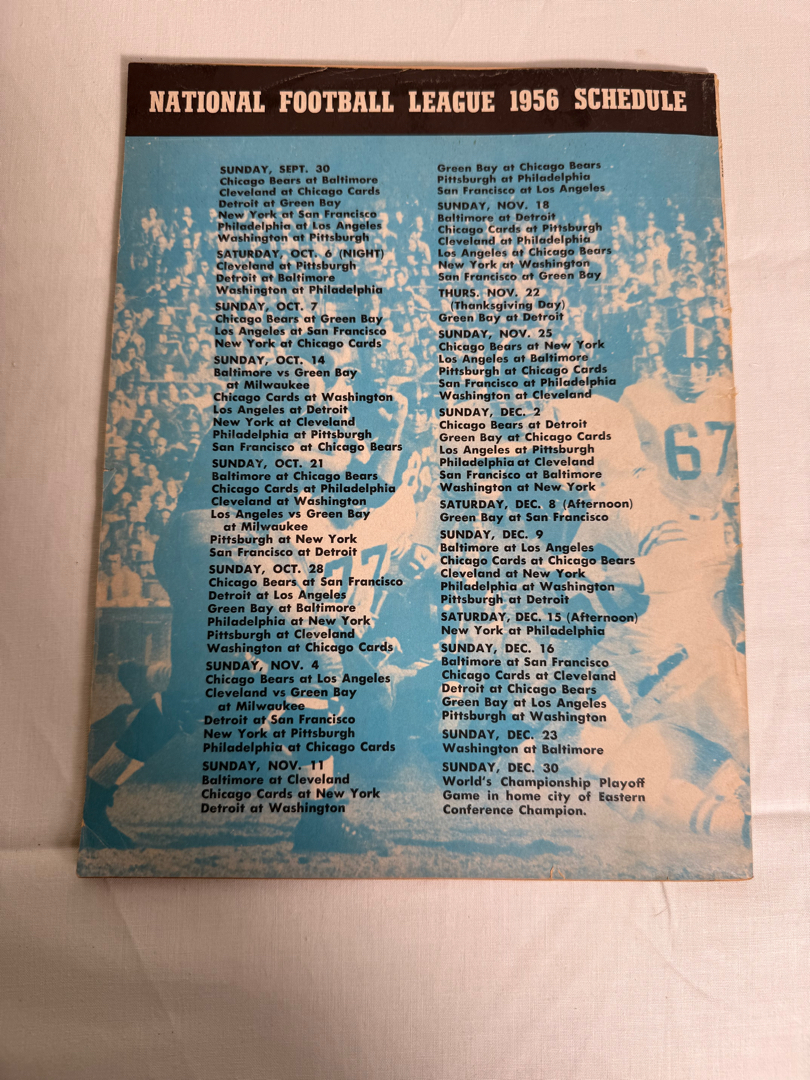 NATIONAL FOOTBALL LEAGUE 1956 SCHEDULE
SUNDAY, SEPT. 30
Chicago Bears at Baltimore
Cleveland at Chicago Cards
Detroit at Green Bay
New York at San Francisco
Philadelphia at Los Angeles
Washington at Pittsburgh
SATURDAY, OCT. 6 (NIGHT)
Cleveland at Pittsburgh
Detroit at Baltimore
Washington at Philadelphia
SUNDAY, OCT. 7
Chicago Bears at Green Bay
Los Angeles at San Francisco
New York at Chicago Cards
SUNDAY, OCT. 14
Baltimore vs Green Bay
at Milwaukee
Chicago Cards at Washington
Los Angeles at Detroit
New York at Cleveland
Philadelphia at Pittsburgh
San Francisco at Chicago Bears
SUNDAY, OCT. 21
Baltimore at Chicago Bears
Chicago Cards at Philadelphia
Cleveland at Washington
Los Angeles vs Green Bay
at Milwaukee
Pittsburgh at New York
San Francisco at Detroit
SUNDAY, OCT. 28
Chicago Bears at San Francisco
Detroit at Los Angeles
Green Bay at Baltimore
Philadelphia at New York
Pittsburgh at Cleveland
Washington at Chicago Cards
SUNDAY, NOV. 4
Chicago Bears at Los Angeles
Cleveland vs Green Bay
at Milwaukee
Detroit at San Francisco
New York at Pittsburgh
Philadelphia at Chicago Cards
SUNDAY, NOV. 11
Baltimore at Cleveland
Chicago Cards at New York
Detroit at Washington
Green Bay at Chicago Bears
Pittsburgh at Philadelphia
San Francisco at Los Angeles
SUNDAY, NOV. 18
Baltimore at Detroit
Chicago Cards at Pittsburgh
Cleveland at Philadelphia
Los Angeles at Chicago Bears
New York at Washington
San Francisco at Green Bay
THURS. NOV. 22
(Thanksgiving Day)
Green Bay at Detroit
SUNDAY, NOV. 25
Chicago Bears at New York
Los Angeles at Baltimore
Pittsburgh at Chicago Cards
San Francisco at Philadelphia
Washington at Cleveland
SUNDAY, DEC. 2
Chicago Bears at Detroit
Green Bay at Chicago Cards
Los Angeles at Pittsburgh
Philadelphia at Cleveland
San Francisco at Baltimore
Washington at New York
SATURDAY, DEC. 8 (Afternoon)
Green Bay at San Francisco
SUNDAY, DEC. 9
Baltimore at Los Angeles
Chicago Cards at Chicago Bears
Cleveland at New York
Philadelphia at Washington
Pittsburgh at Detroit
SATURDAY, DEC. 15 (Afternoon)
New York at Philadelphia
SUNDAY, DEC. 16
Baltimore at San Francisco
Chicago Cards at Cleveland
Detroit at Chicago Bears
Green Bay at Los Angeles
Pittsburgh at Washington
SUNDAY, DEC. 23
Washington at Baltimore
SUNDAY, DEC. 30
World's Championship Playoff
Game in home city of Eastern
Conference Champion.
67
77